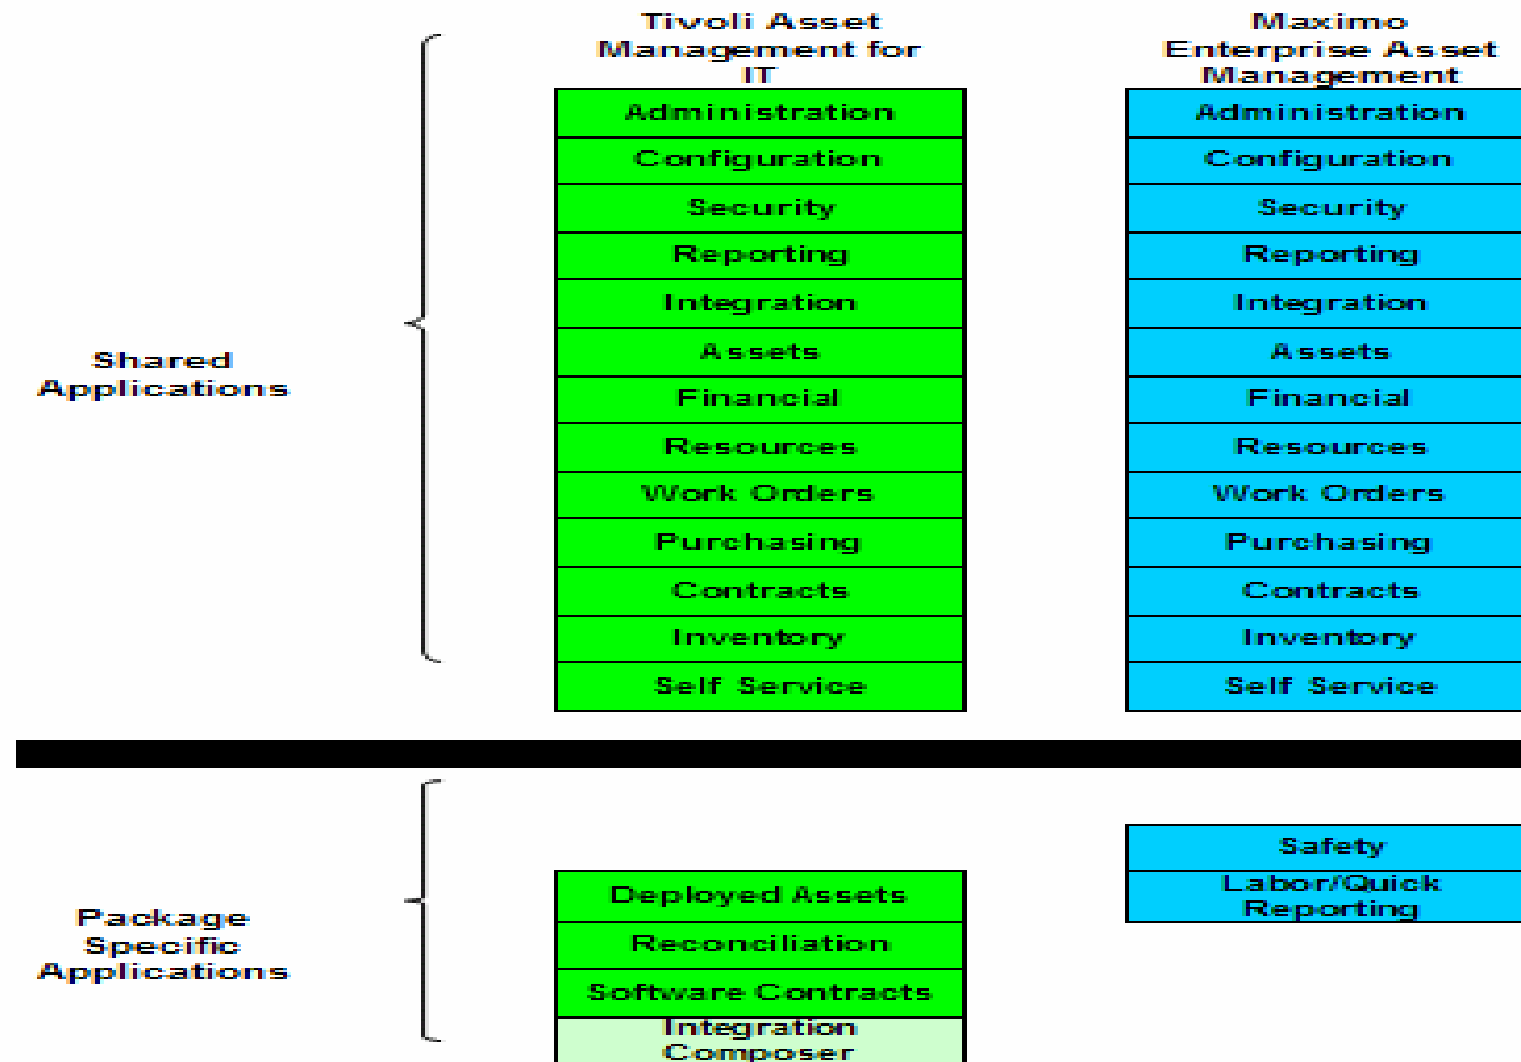 Tivoli Asset
Management for
IT
Maximo
Enterprise Asset
Management
Shared
Applications
Administration
Configuration
Security
Reporting
Integration
Assets
Financial
Resources
Work Orders
Purchasing
Contracts
Inventory
Self Service
Administration
Configuration
Security
Reporting
Integration
Assets
Financial
Resources
Work Orders
Purchasing
Contracts
Inventory
Self Service
Package
Specific
Applications
Deployed Assets
Reconciliation
Software Contracts
Integration
Composer
Safety
Labor/Quick
Reporting